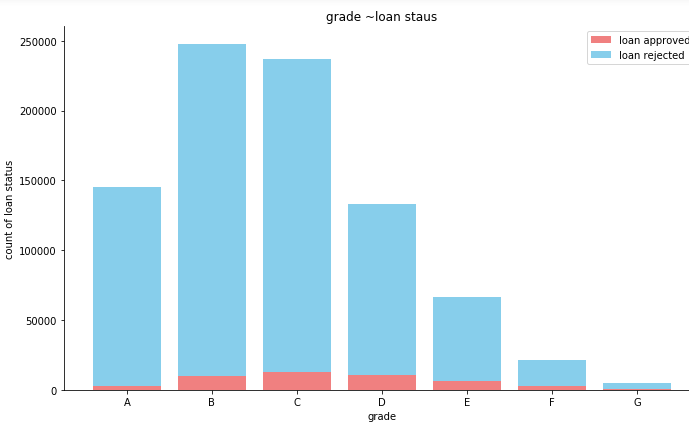 grade ~loan staus
loan approved
loan rejected
count of loan status
250000
200000
150000
100000
50000
0
A B C D E F G
grade